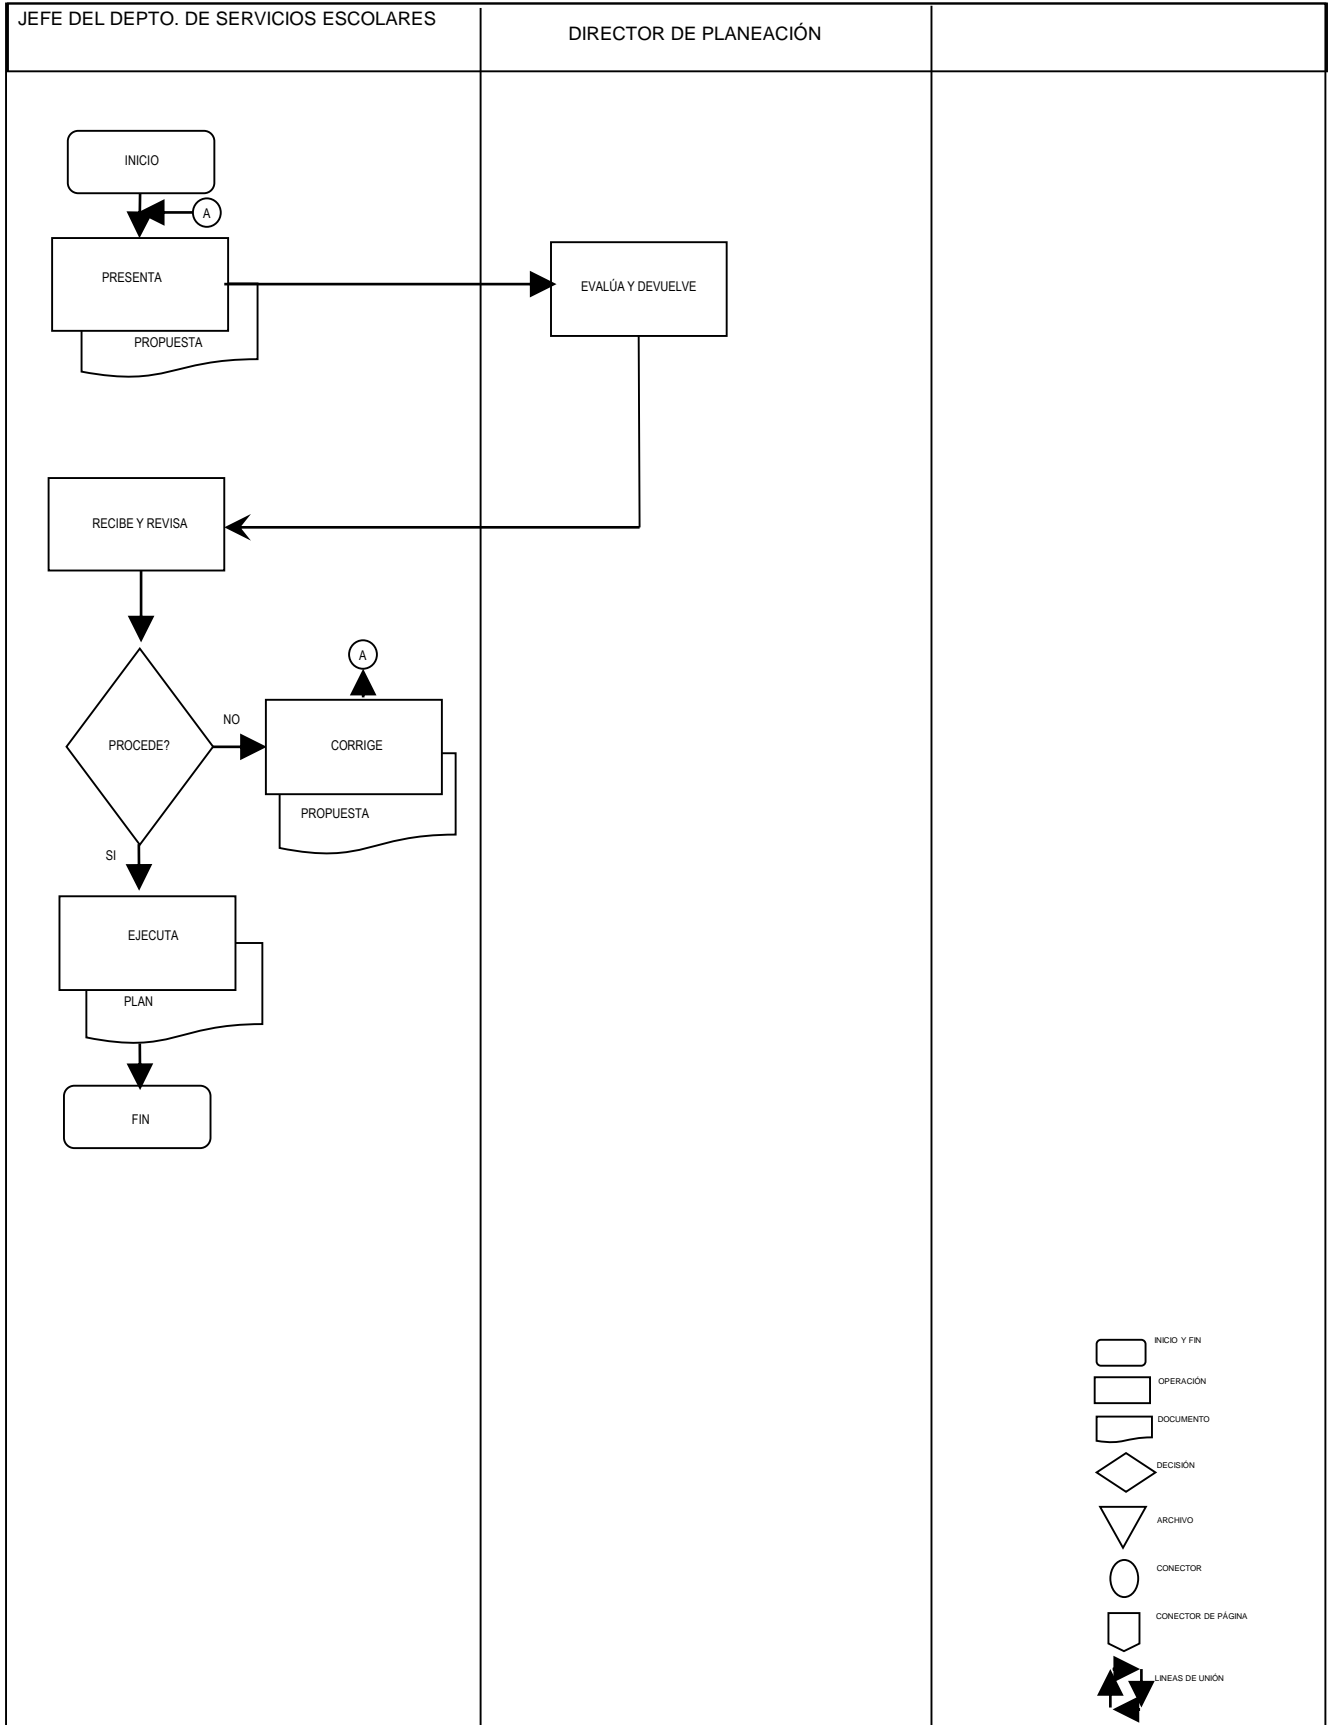 JEFE DEL DEPTO. DE SERVICIOS ESCOLARES
DIRECTOR DE PLANEACIÓN
INICIO
A
PRESENTA
PROPUESTA
EVALÚA Y DEVUELVE
RECIBE Y REVISA
A
PROCEDE?
NO
CORRIGE
PROPUESTA
SI
EJECUTA
PLAN
FIN
INICIO Y FIN
OPERACIÓN
DOCUMENTO
DECISIÓN
ARCHIVO
CONECTOR
CONECTOR DE PÁGINA
LINEAS DE UNIÓN